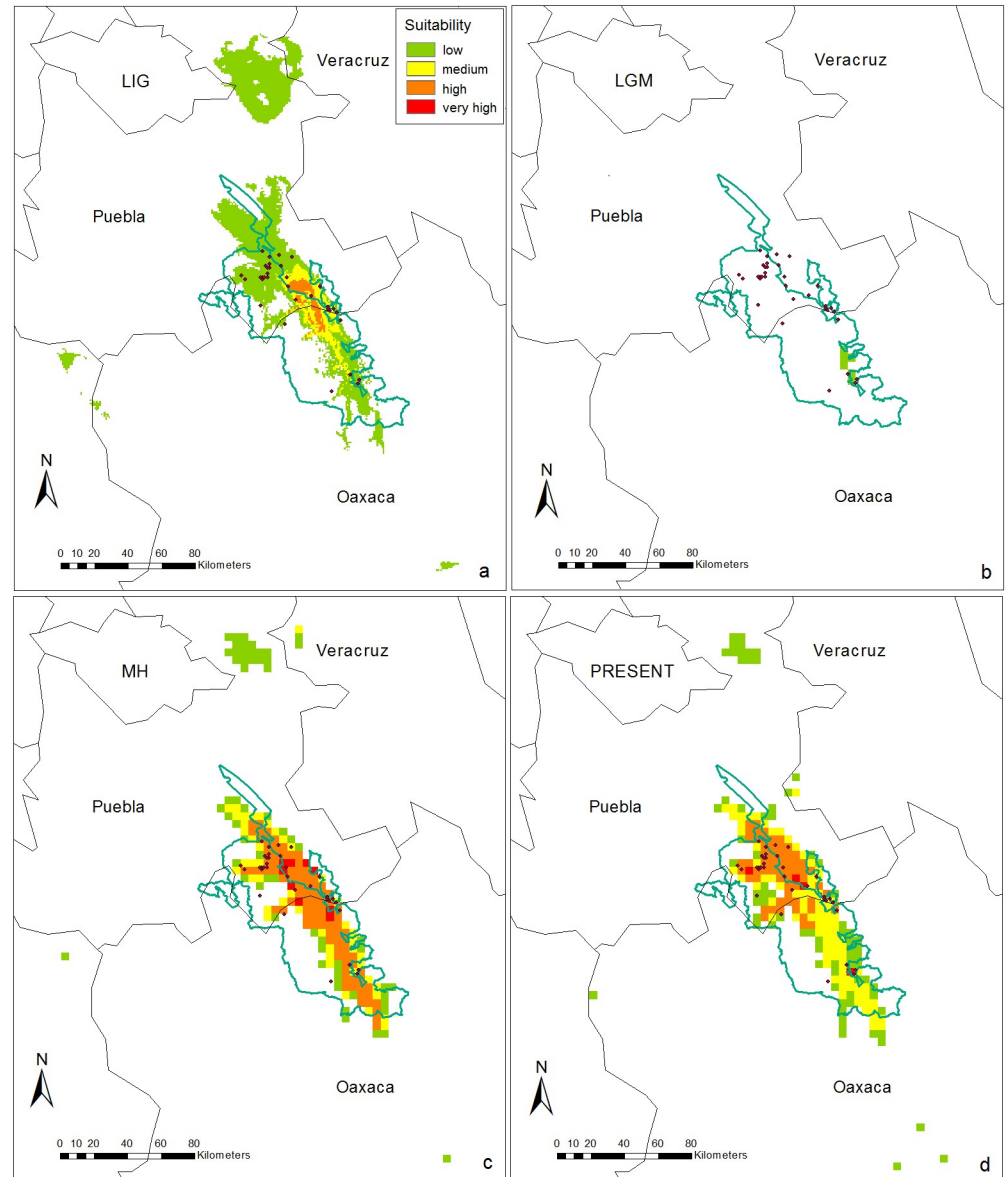 Suitability
low
medium
high
very high
LIG
Veracruz
Puebla
Oaxaca
N
0 10 20 40 60 80
Kilometers
a
LGM
Veracruz
Puebla
Oaxaca
N
0 10 20 40 60 80
Kilometers
b
MH
Veracruz
Puebla
Oaxaca
N
0 10 20 40 60 80
Kilometers
c
PRESENT
Veracruz
Puebla
Oaxaca
N
0 10 20 40 60 80
Kilometers
d